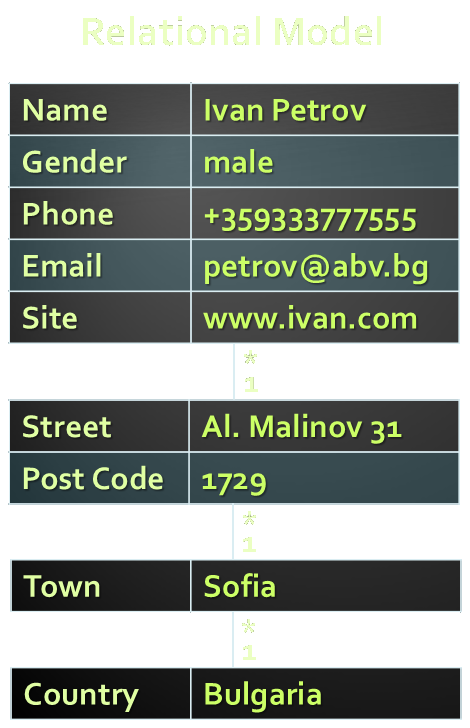 Relational Model
Name Ivan Petrov
Gender male
Phone +359333777555
Email petrov@abv.bg
Site www.ivan.com
*
1
Street Al. Malinov 31
Post Code 1729
*
1
Town Sofia
*
1
Country Bulgaria